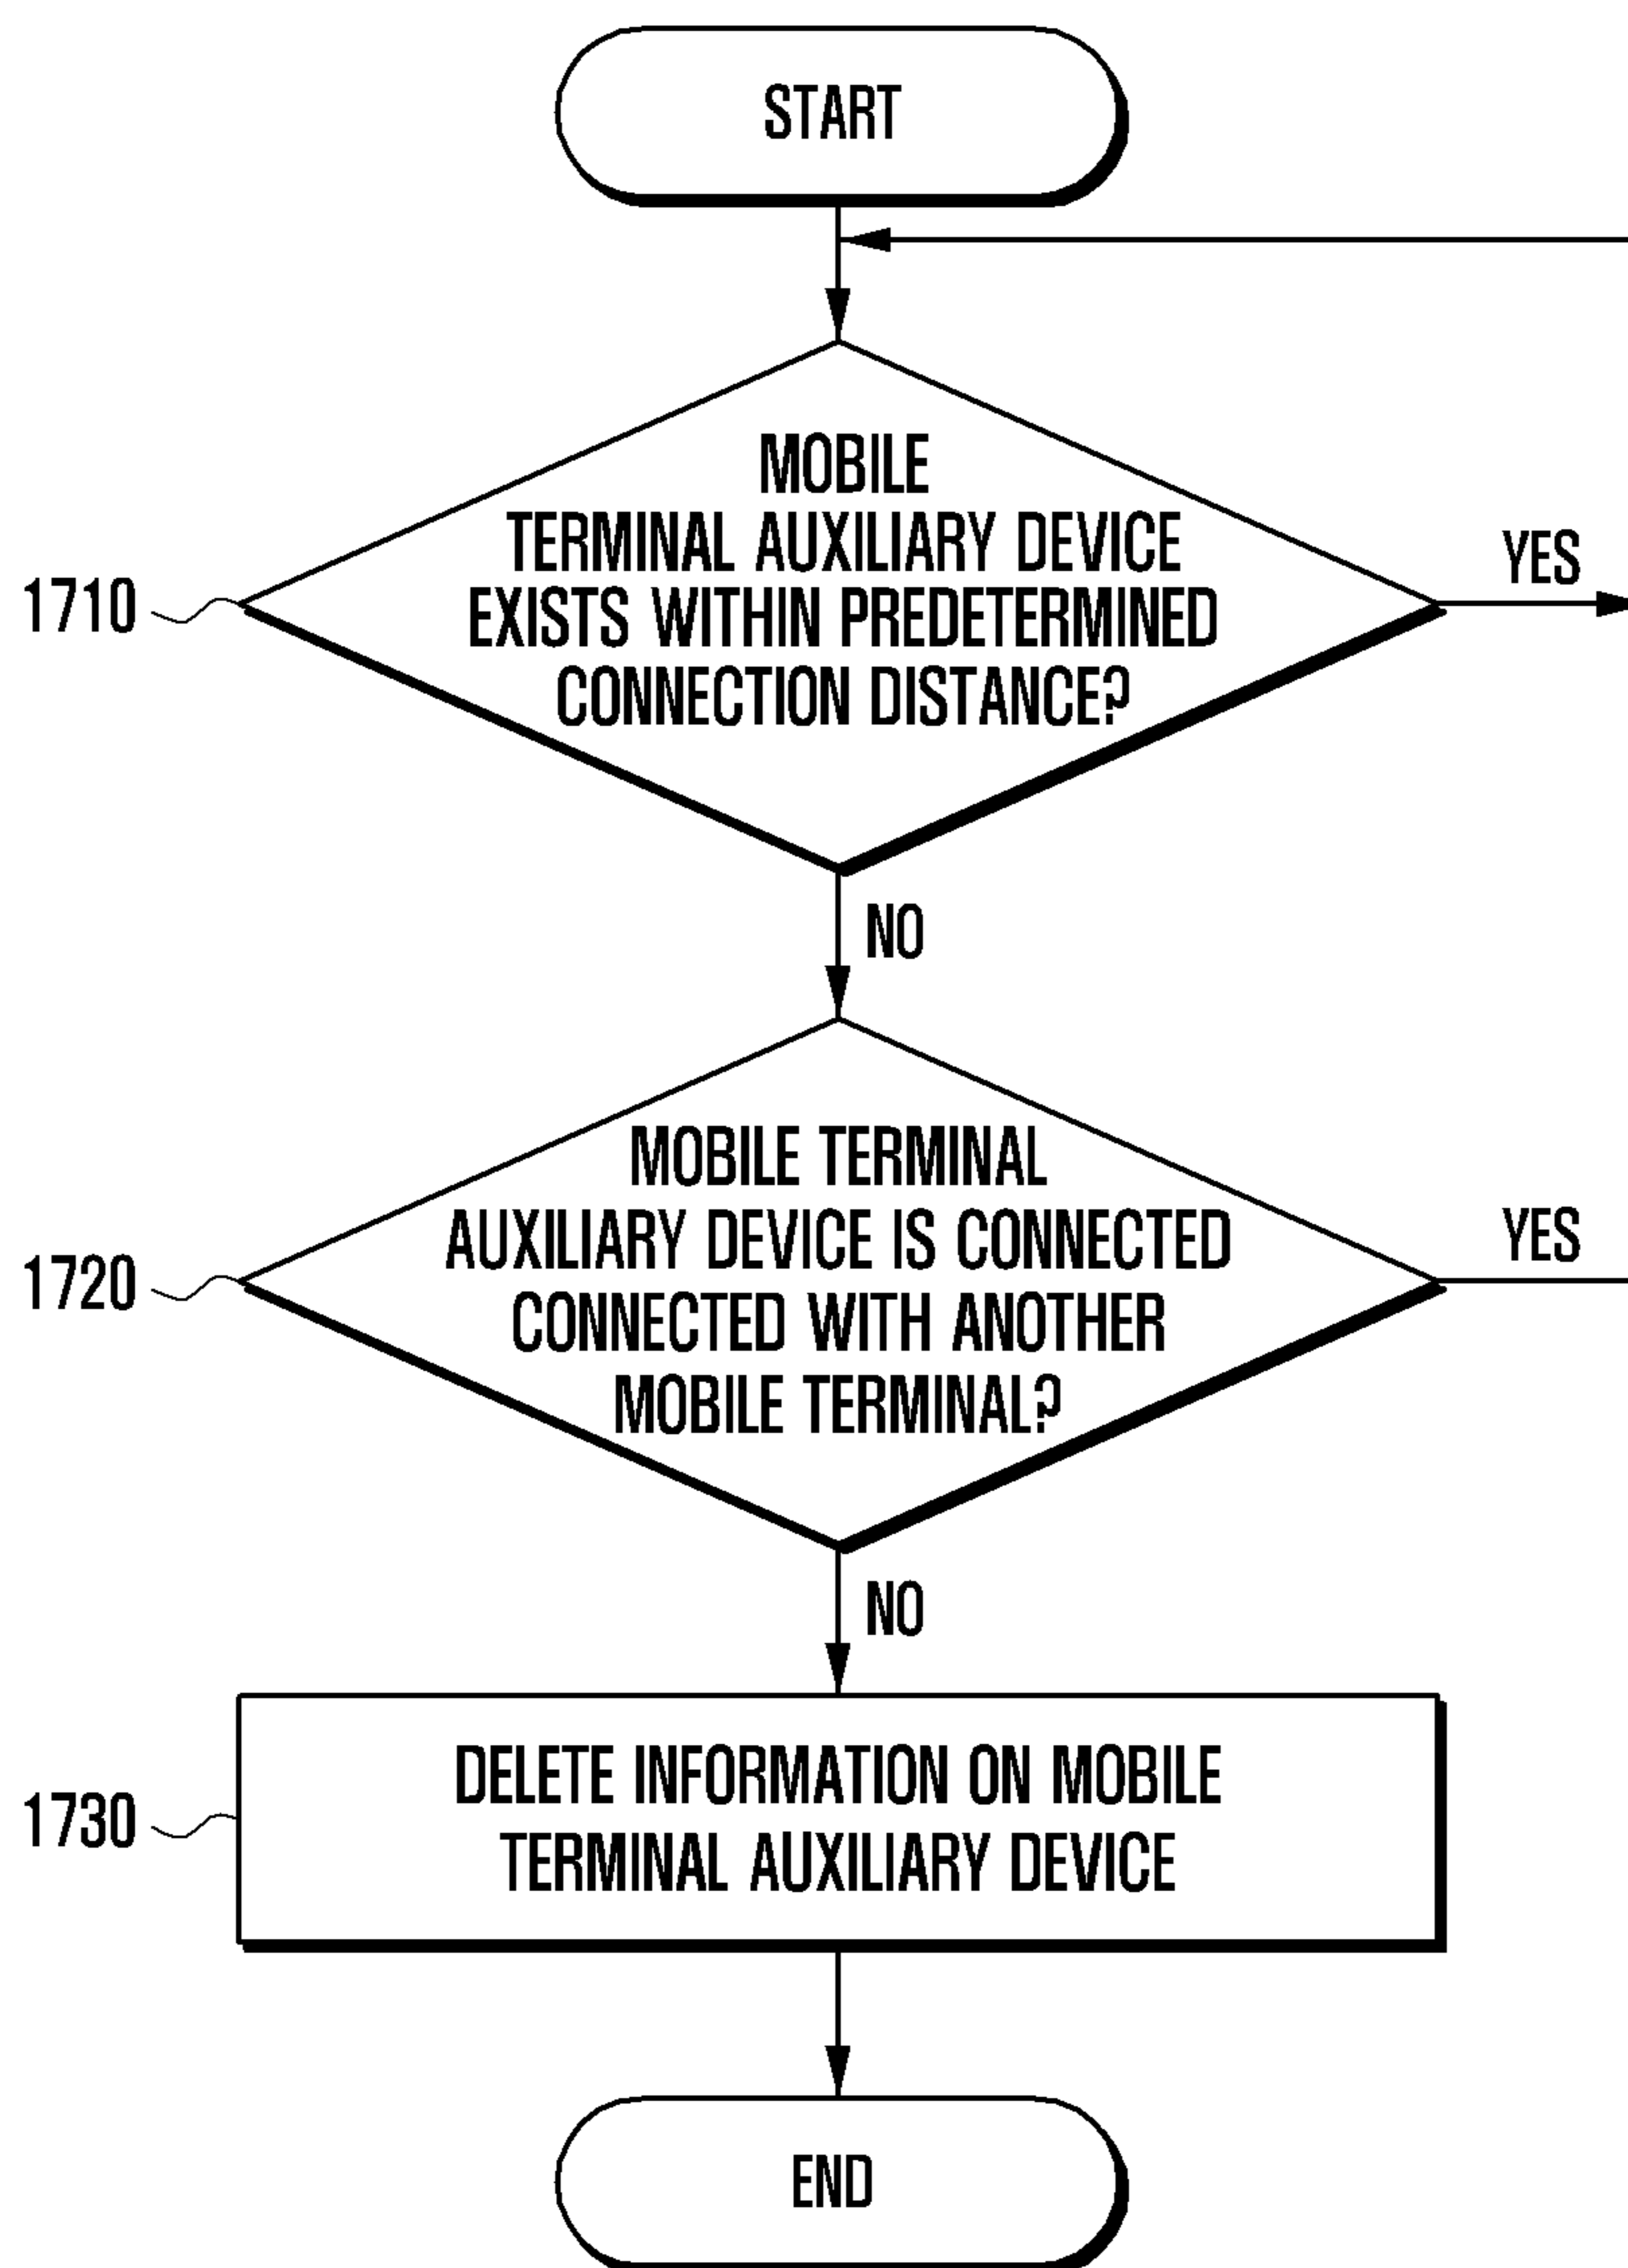 START
MOBILE
TERMINAL AUXILIARY DEVICE
EXISTS WITHIN PREDETERMINED
CONNECTION DISTANCE?
YES
1710
NO
MOBILE TERMINAL
AUXILIARY DEVICE IS CONNECTED
CONNECTED WITH ANOTHER
MOBILE TERMINAL?
YES
1720
NO
DELETE INFORMATION ON MOBILE
TERMINAL AUXILIARY DEVICE
1730
END